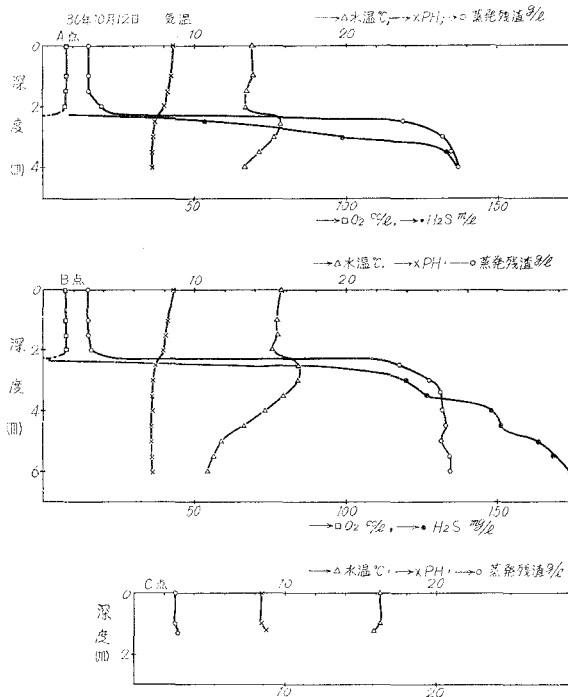 36年10月12日 気温 ---→△水温℃, ―→×PH, ―→○蒸発残渣g/l
A点 10 20
0
2
4
深度(m)
50 100 150
―→□O₂ cc/l, ―→●H₂S m/l
---→△水温℃. ―→×PH. ―○蒸発残渣g/l
B点 10 20
0
2
4
6
深度(m)
50 100 150
―→□O₂ cc/l, ―→●H₂S mg/l
―→△水温℃. ―→×PH. ―→○蒸発残渣g/l
C点 10 20
0
2
深度(m)
10 20